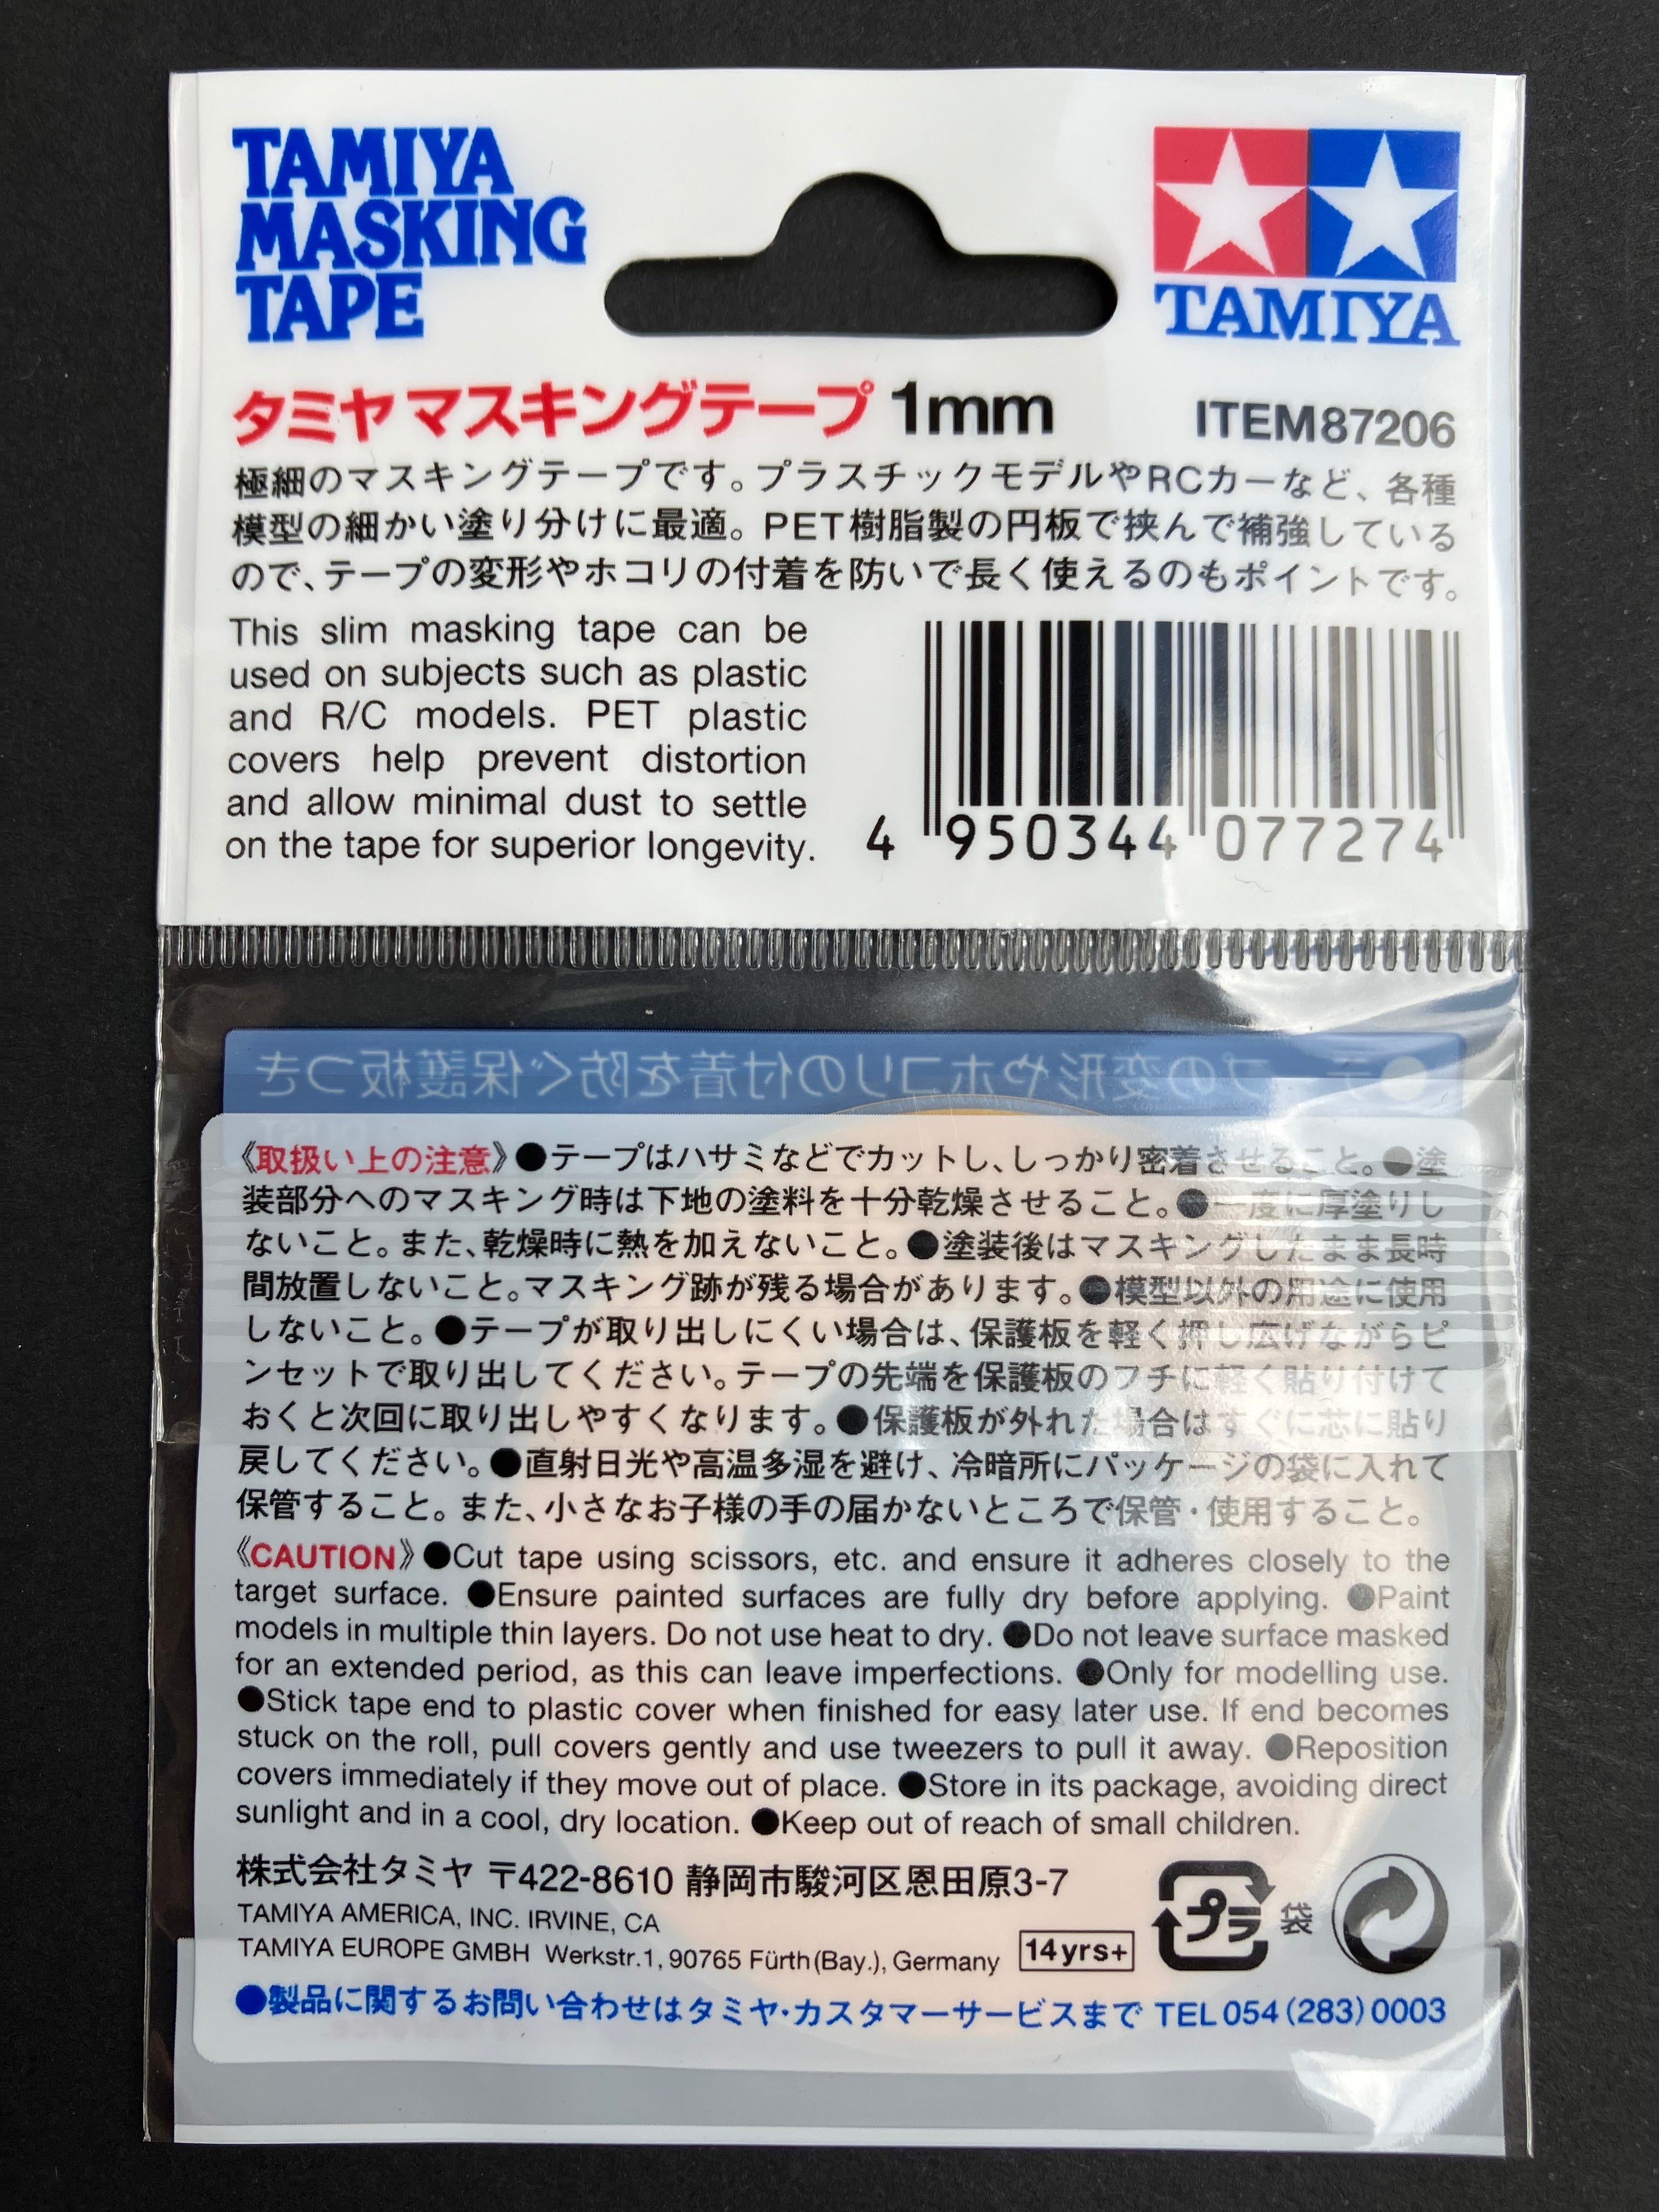 TAMIYA
MASKING
TAPE
TAMIYA
タミヤマスキングテープ 1mm
ITEM87206
極細のマスキングテープです。プラスチックモデルやRCカーなど、各種
模型の細かい塗り分けに最適。PET樹脂製の円板で挟んで補強している
ので、テープの変形やホコリの付着を防いで長く使えるのもポイントです。
This slim masking tape can be
used on subjects such as plastic
and R/C models. PET plastic
covers help prevent distortion
and allow minimal dust to settle
on the tape for superior longevity.
4 950344 077274
プの変形やホコリの付着を防ぐ保護板つき
《取扱い上の注意》●テープはハサミなどでカットし、しっかり密着させること。●塗
装部分へのマスキング時は下地の塗料を十分乾燥させること。●一度に厚塗りし
ないこと。また、乾燥時に熱を加えないこと。●塗装後はマスキングしたまま長時
間放置しないこと。マスキング跡が残る場合があります。●模型以外の用途に使用
しないこと。●テープが取り出しにくい場合は、保護板を軽く押し広げながらピ
ンセットで取り出してください。テープの先端を保護板のフチに軽く貼り付けて
おくと次回に取り出しやすくなります。●保護板が外れた場合はすぐに芯に貼り
戻してください。●直射日光や高温多湿を避け、冷暗所にパッケージの袋に入れて
保管すること。また、小さなお子様の手の届かないところで保管・使用すること。
《CAUTION》●Cut tape using scissors, etc. and ensure it adheres closely to the
target surface. ●Ensure painted surfaces are fully dry before applying. ●Paint
models in multiple thin layers. Do not use heat to dry. ●Do not leave surface masked
for an extended period, as this can leave imperfections. ●Only for modelling use.
●Stick tape end to plastic cover when finished for easy later use. If end becomes
stuck on the roll, pull covers gently and use tweezers to pull it away. ●Reposition
covers immediately if they move out of place. ●Store in its package, avoiding direct
sunlight and in a cool, dry location. ●Keep out of reach of small children.
株式会社タミヤ 〒422-8610 静岡市駿河区恩田原3-7
TAMIYA AMERICA, INC. IRVINE, CA
TAMIYA EUROPE GMBH Werkstr.1, 90765 Fürth(Bay.), Germany
14yrs+
プラ
袋
●製品に関するお問い合わせはタミヤ・カスタマーサービスまで TEL 054(283)0003